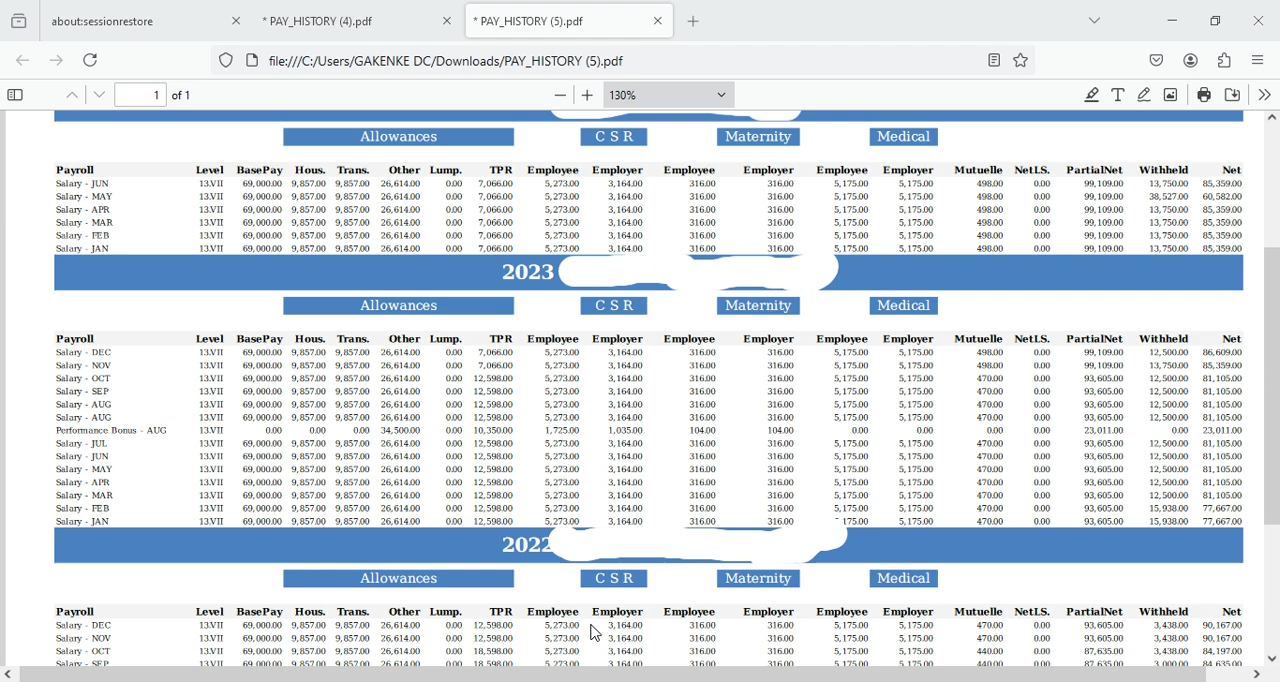 about:sessionrestore
* PAY_HISTORY (4).pdf
* PAY_HISTORY (5).pdf
file:///C:/Users/GAKENKE DC/Downloads/PAY_HISTORY (5).pdf
1 of 1
130%
Allowances C S R Maternity Medical
Payroll Level BasePay Hous. Trans. Other Lump. TPR Employee Employer Employee Employer Employee Employer Mutuelle NetI.S. PartialNet Withheld Net
Salary - JUN 13.VII 69,000.00 9,857.00 9,857.00 26,614.00 0.00 7,066.00 5,273.00 3,164.00 316.00 316.00 5,175.00 5,175.00 498.00 0.00 99,109.00 13,750.00 85,359.00
Salary - MAY 13.VII 69,000.00 9,857.00 9,857.00 26,614.00 0.00 7,066.00 5,273.00 3,164.00 316.00 316.00 5,175.00 5,175.00 498.00 0.00 99,109.00 38,527.00 60,582.00
Salary - APR 13.VII 69,000.00 9,857.00 9,857.00 26,614.00 0.00 7,066.00 5,273.00 3,164.00 316.00 316.00 5,175.00 5,175.00 498.00 0.00 99,109.00 13,750.00 85,359.00
Salary - MAR 13.VII 69,000.00 9,857.00 9,857.00 26,614.00 0.00 7,066.00 5,273.00 3,164.00 316.00 316.00 5,175.00 5,175.00 498.00 0.00 99,109.00 13,750.00 85,359.00
Salary - FEB 13.VII 69,000.00 9,857.00 9,857.00 26,614.00 0.00 7,066.00 5,273.00 3,164.00 316.00 316.00 5,175.00 5,175.00 498.00 0.00 99,109.00 13,750.00 85,359.00
Salary - JAN 13.VII 69,000.00 9,857.00 9,857.00 26,614.00 0.00 7,066.00 5,273.00 3,164.00 316.00 316.00 5,175.00 5,175.00 498.00 0.00 99,109.00 13,750.00 85,359.00
2023
Allowances C S R Maternity Medical
Payroll Level BasePay Hous. Trans. Other Lump. TPR Employee Employer Employee Employer Employee Employer Mutuelle NetI.S. PartialNet Withheld Net
Salary - DEC 13.VII 69,000.00 9,857.00 9,857.00 26,614.00 0.00 7,066.00 5,273.00 3,164.00 316.00 316.00 5,175.00 5,175.00 498.00 0.00 99,109.00 12,500.00 86,609.00
Salary - NOV 13.VII 69,000.00 9,857.00 9,857.00 26,614.00 0.00 7,066.00 5,273.00 3,164.00 316.00 316.00 5,175.00 5,175.00 498.00 0.00 99,109.00 13,750.00 85,359.00
Salary - OCT 13.VII 69,000.00 9,857.00 9,857.00 26,614.00 0.00 12,598.00 5,273.00 3,164.00 316.00 316.00 5,175.00 5,175.00 470.00 0.00 93,605.00 12,500.00 81,105.00
Salary - SEP 13.VII 69,000.00 9,857.00 9,857.00 26,614.00 0.00 12,598.00 5,273.00 3,164.00 316.00 316.00 5,175.00 5,175.00 470.00 0.00 93,605.00 12,500.00 81,105.00
Salary - AUG 13.VII 69,000.00 9,857.00 9,857.00 26,614.00 0.00 12,598.00 5,273.00 3,164.00 316.00 316.00 5,175.00 5,175.00 470.00 0.00 93,605.00 12,500.00 81,105.00
Salary - AUG 13.VII 69,000.00 9,857.00 9,857.00 26,614.00 0.00 12,598.00 5,273.00 3,164.00 316.00 316.00 5,175.00 5,175.00 470.00 0.00 93,605.00 12,500.00 81,105.00
Performance Bonus - AUG 13.VII 0.00 0.00 0.00 34,500.00 0.00 10,350.00 1,725.00 1,035.00 104.00 104.00 0.00 0.00 0.00 0.00 23,011.00 0.00 23,011.00
Salary - JUL 13.VII 69,000.00 9,857.00 9,857.00 26,614.00 0.00 12,598.00 5,273.00 3,164.00 316.00 316.00 5,175.00 5,175.00 470.00 0.00 93,605.00 12,500.00 81,105.00
Salary - JUN 13.VII 69,000.00 9,857.00 9,857.00 26,614.00 0.00 12,598.00 5,273.00 3,164.00 316.00 316.00 5,175.00 5,175.00 470.00 0.00 93,605.00 12,500.00 81,105.00
Salary - MAY 13.VII 69,000.00 9,857.00 9,857.00 26,614.00 0.00 12,598.00 5,273.00 3,164.00 316.00 316.00 5,175.00 5,175.00 470.00 0.00 93,605.00 12,500.00 81,105.00
Salary - APR 13.VII 69,000.00 9,857.00 9,857.00 26,614.00 0.00 12,598.00 5,273.00 3,164.00 316.00 316.00 5,175.00 5,175.00 470.00 0.00 93,605.00 12,500.00 81,105.00
Salary - MAR 13.VII 69,000.00 9,857.00 9,857.00 26,614.00 0.00 12,598.00 5,273.00 3,164.00 316.00 316.00 5,175.00 5,175.00 470.00 0.00 93,605.00 12,500.00 81,105.00
Salary - FEB 13.VII 69,000.00 9,857.00 9,857.00 26,614.00 0.00 12,598.00 5,273.00 3,164.00 316.00 316.00 5,175.00 5,175.00 470.00 0.00 93,605.00 15,938.00 77,667.00
Salary - JAN 13.VII 69,000.00 9,857.00 9,857.00 26,614.00 0.00 12,598.00 5,273.00 3,164.00 316.00 316.00 175.00 5,175.00 470.00 0.00 93,605.00 15,938.00 77,667.00
2022
Allowances C S R Maternity Medical
Payroll Level BasePay Hous. Trans. Other Lump. TPR Employee Employer Employee Employer Employee Employer Mutuelle NetI.S. PartialNet Withheld Net
Salary - DEC 13.VII 69,000.00 9,857.00 9,857.00 26,614.00 0.00 12,598.00 5,273.00 3,164.00 316.00 316.00 5,175.00 5,175.00 470.00 0.00 93,605.00 3,438.00 90,167.00
Salary - NOV 13.VII 69,000.00 9,857.00 9,857.00 26,614.00 0.00 12,598.00 5,273.00 3,164.00 316.00 316.00 5,175.00 5,175.00 470.00 0.00 93,605.00 3,438.00 90,167.00
Salary - OCT 13.VII 69,000.00 9,857.00 9,857.00 26,614.00 0.00 18,598.00 5,273.00 3,164.00 316.00 316.00 5,175.00 5,175.00 440.00 0.00 87,635.00 3,438.00 84,197.00
Salary - SEP 13.VII 69,000.00 9,857.00 9,857.00 26,614.00 0.00 18,598.00 5,273.00 3,164.00 316.00 316.00 5,175.00 5,175.00 440.00 0.00 87,635.00 3,000.00 84,635.00